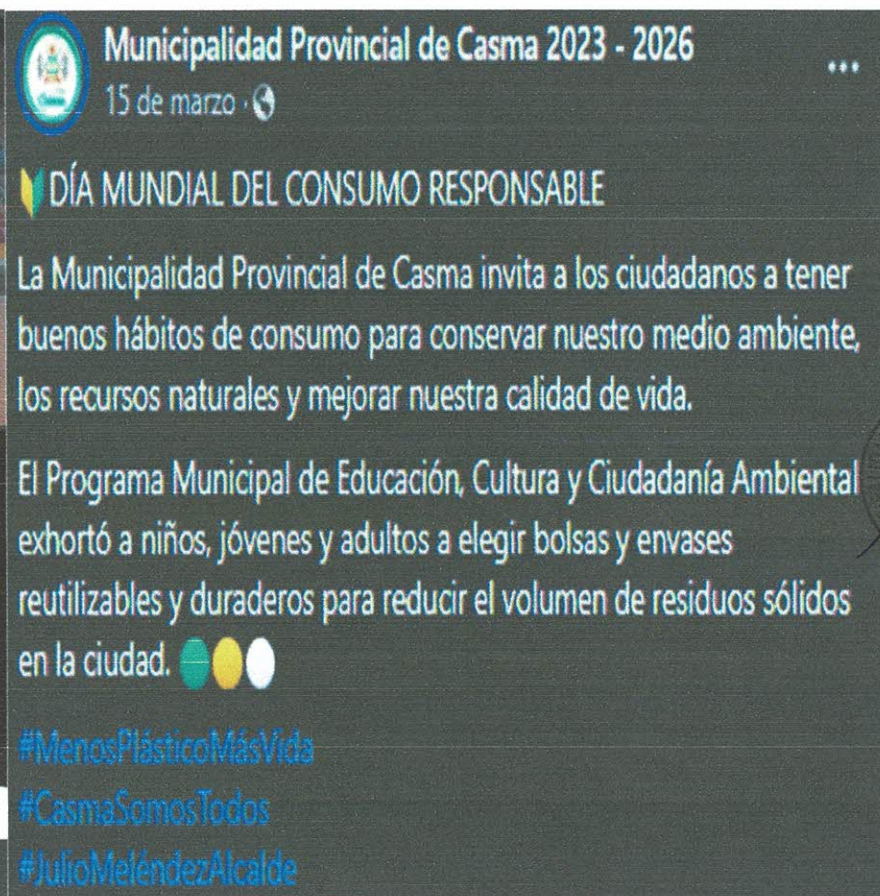 Municipalidad Provincial de Casma 2023 - 2026
15 de marzo ·
DÍA MUNDIAL DEL CONSUMO RESPONSABLE
La Municipalidad Provincial de Casma invita a los ciudadanos a tener
buenos hábitos de consumo para conservar nuestro medio ambiente,
los recursos naturales y mejorar nuestra calidad de vida.
El Programa Municipal de Educación, Cultura y Ciudadanía Ambiental
exhortó a niños, jóvenes y adultos a elegir bolsas y envases
reutilizables y duraderos para reducir el volumen de residuos sólidos
en la ciudad.
#MenosPlásticoMásVida
#CasmaSomosTodos
#JulioMeléndezAlcalde